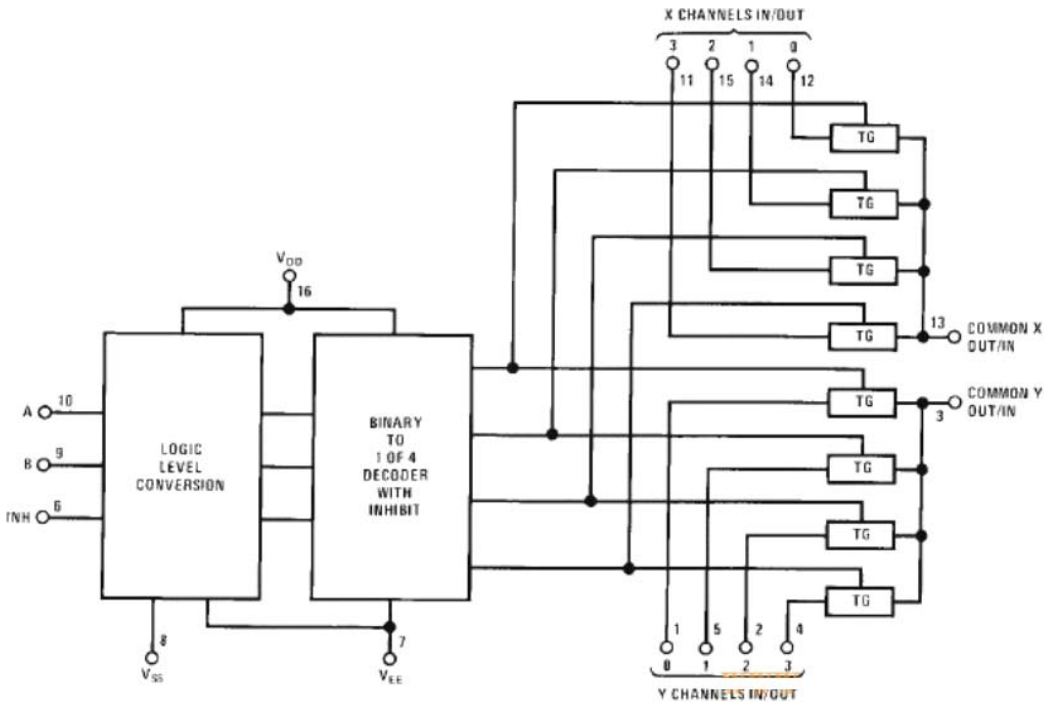 X CHANNELS IN/OUT
3 2 1 0
11 15 14 12
TG
TG
TG
VDD
16
TG
13
COMMON X
OUT/IN
A 10
B 9
INH 6
LOGIC
LEVEL
CONVERSION
BINARY
TO
1 OF 4
DECODER
WITH
INHIBIT
TG
3
COMMON Y
OUT/IN
TG
TG
TG
8
VSS
7
VEE
1 5 2 4
0 1 2 3
Y CHANNELS IN/OUT